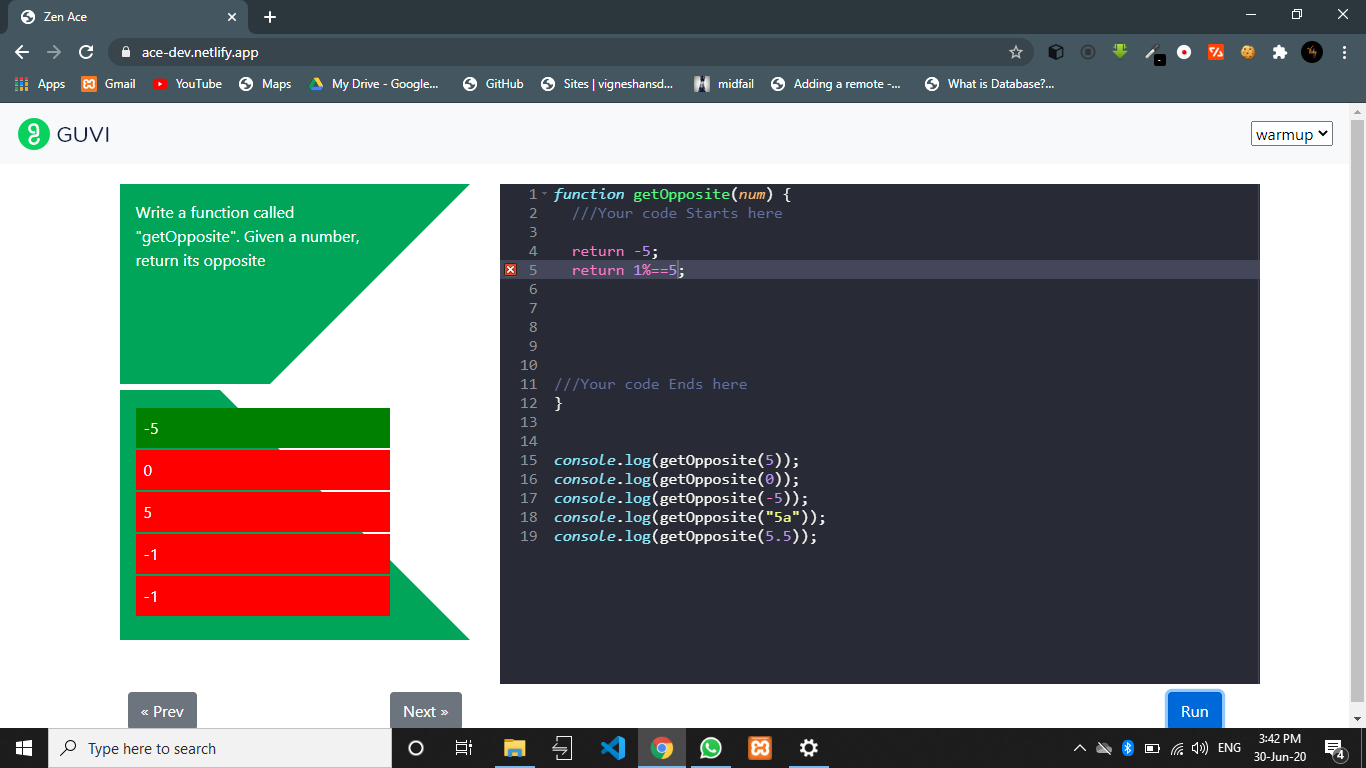 Zen Ace
ace-dev.netlify.app
Apps Gmail YouTube Maps My Drive - Google... GitHub Sites | vigneshansd... midfail Adding a remote -... What is Database?...
GUVI
warmup
Write a function called
"getOpposite". Given a number,
return its opposite
-5
0
5
-1
-1
1 function getOpposite(num) {
2 ///Your code Starts here
3
4 return -5;
5 return 1%==5;
6
7
8
9
10
11 ///Your code Ends here
12 }
13
14
15 console.log(getOpposite(5));
16 console.log(getOpposite(0));
17 console.log(getOpposite(-5));
18 console.log(getOpposite("5a"));
19 console.log(getOpposite(5.5));
« Prev
Next »
Run
Type here to search
ENG
3:42 PM
30-Jun-20
4